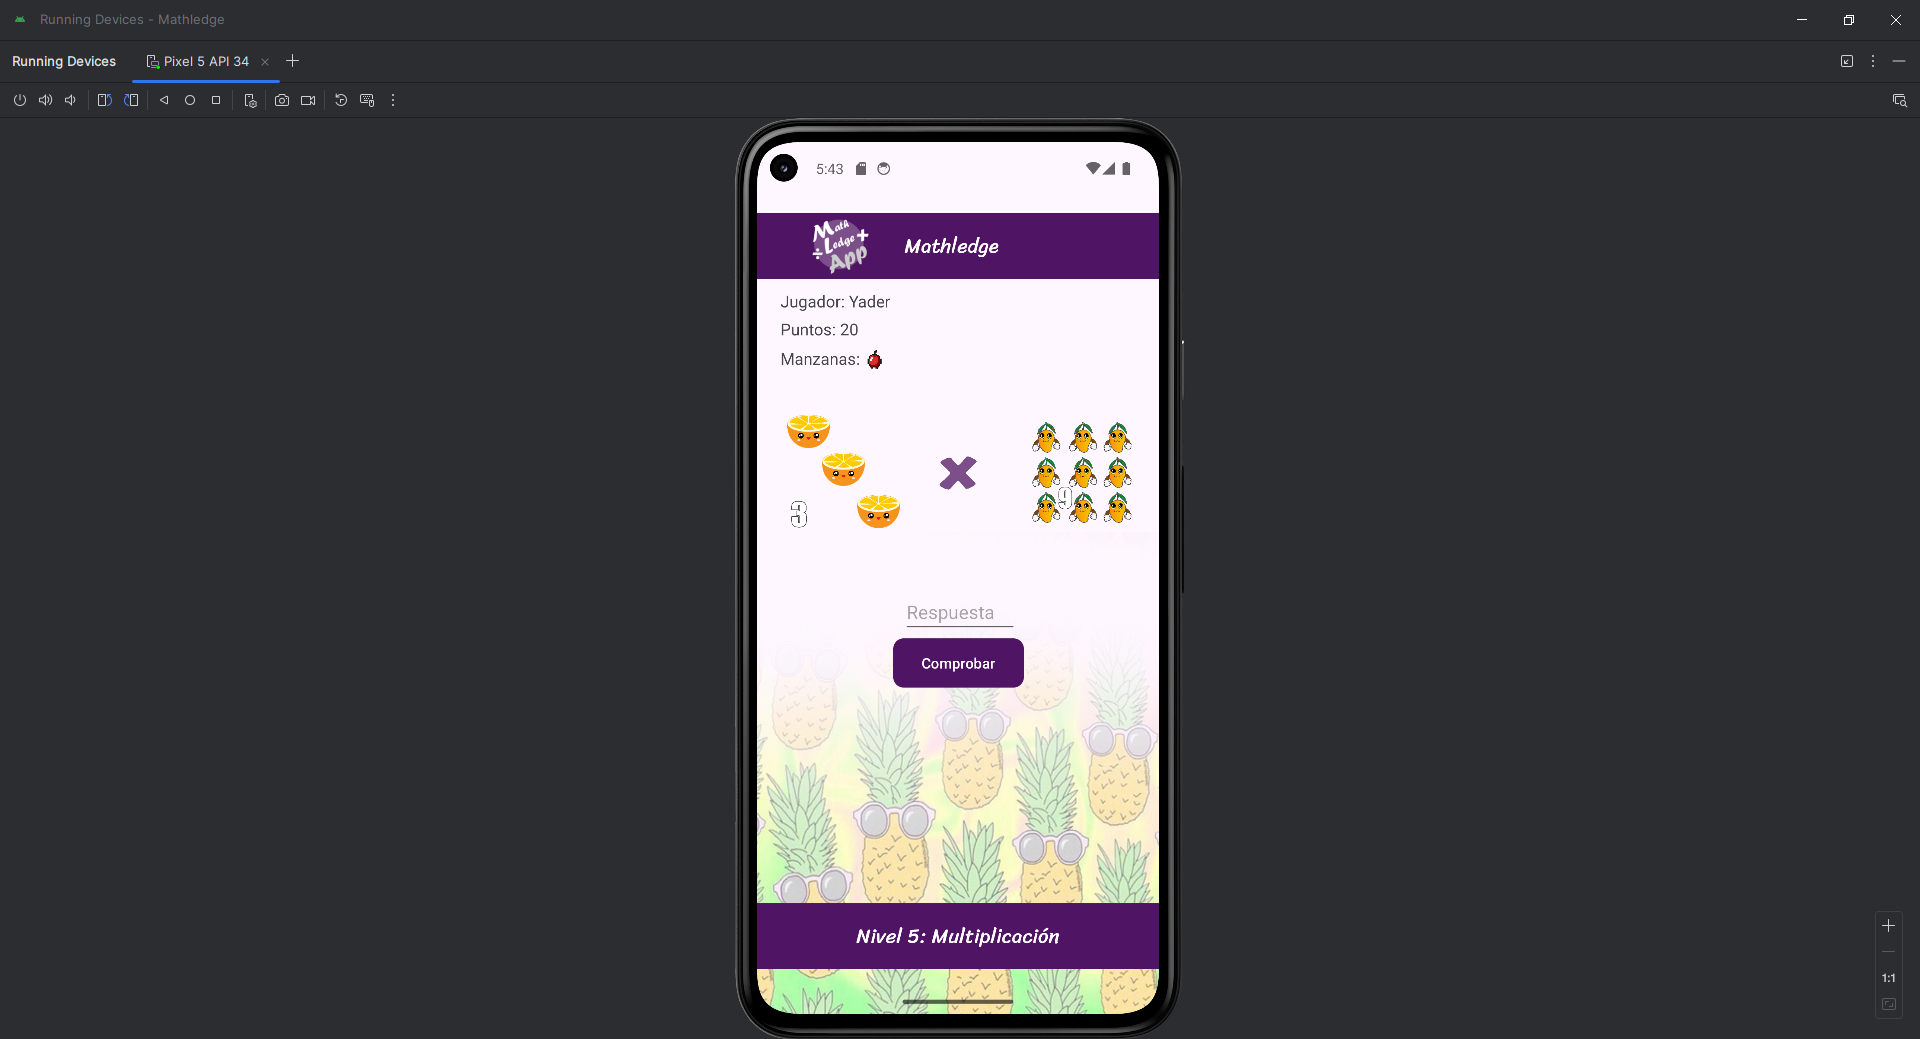 Running Devices - Mathledge
Running Devices
Pixel 5 API 34
5:43
Math
Ledge
App
Mathledge
Jugador: Yader
Puntos: 20
Manzanas:
3
9
Respuesta
Comprobar
Nivel 5: Multiplicación
1:1